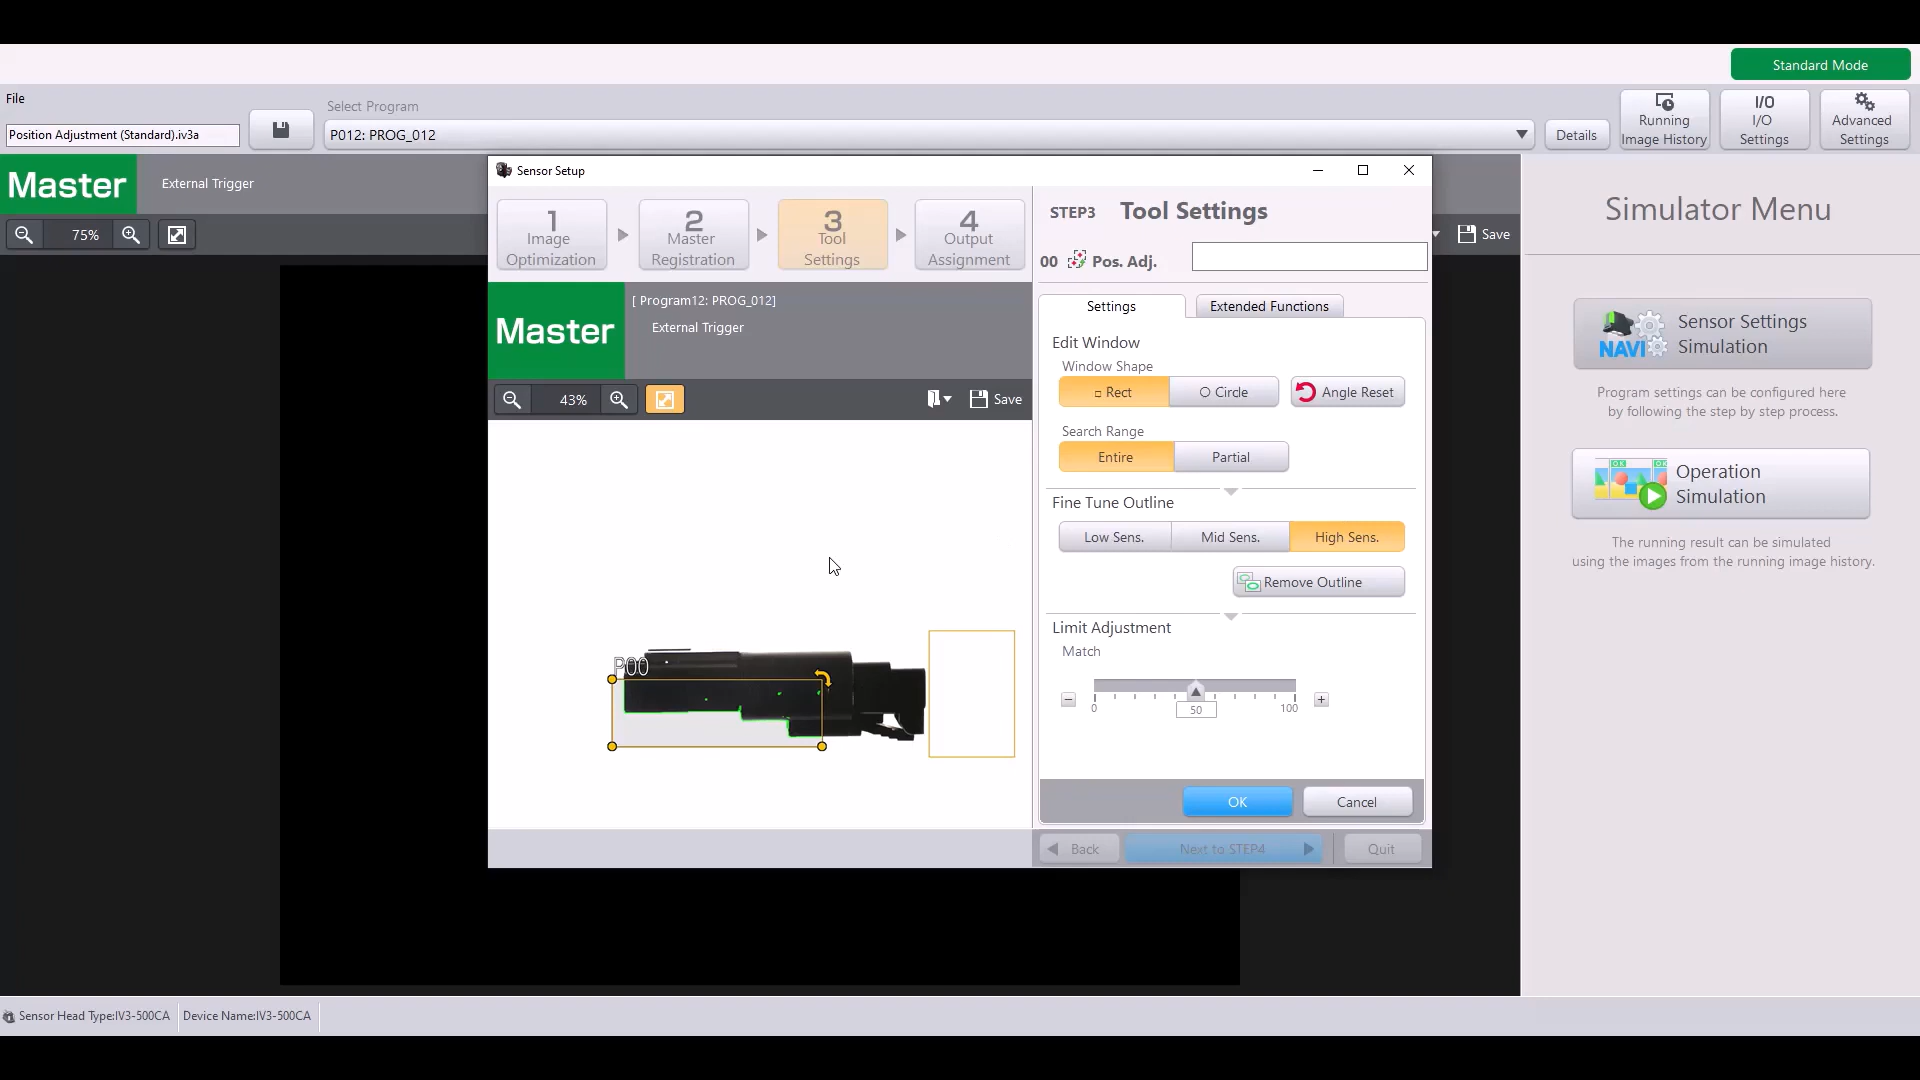 Standard Mode
File
Select Program
Position Adjustment (Standard).iv3a
P012: PROG_012
Details
Running
Image History
I/O
I/O
Settings
Advanced
Settings
Master
External Trigger
75%
Save
Sensor Setup
1
Image
Optimization
2
Master
Registration
3
Tool
Settings
4
Output
Assignment
Master
[ Program12: PROG_012]
External Trigger
43%
Save
P00
STEP3 Tool Settings
00 Pos. Adj.
Settings
Extended Functions
Edit Window
Window Shape
Rect
Circle
Angle Reset
Search Range
Entire
Partial
Fine Tune Outline
Low Sens.
Mid Sens.
High Sens.
Remove Outline
Limit Adjustment
Match
0
50
100
OK
Cancel
Back
Next to STEP4
Quit
Simulator Menu
NAVI
Sensor Settings
Simulation
Program settings can be configured here
by following the step by step process.
OK
OK
Operation
Simulation
The running result can be simulated
using the images from the running image history.
Sensor Head Type:IV3-500CA
Device Name:IV3-500CA